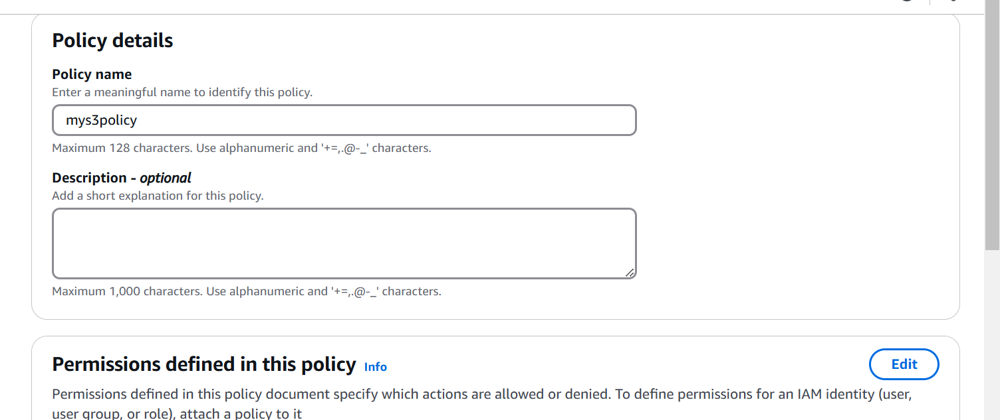 Policy details
Policy name
Enter a meaningful name to identify this policy.
mys3policy
Maximum 128 characters. Use alphanumeric and '+=,.@-_' characters.
Description - optional
Add a short explanation for this policy.
Maximum 1,000 characters. Use alphanumeric and '+=,.@-_' characters.
Permissions defined in this policy Info
Edit
Permissions defined in this policy document specify which actions are allowed or denied. To define permissions for an IAM identity (user,
user group, or role), attach a policy to it